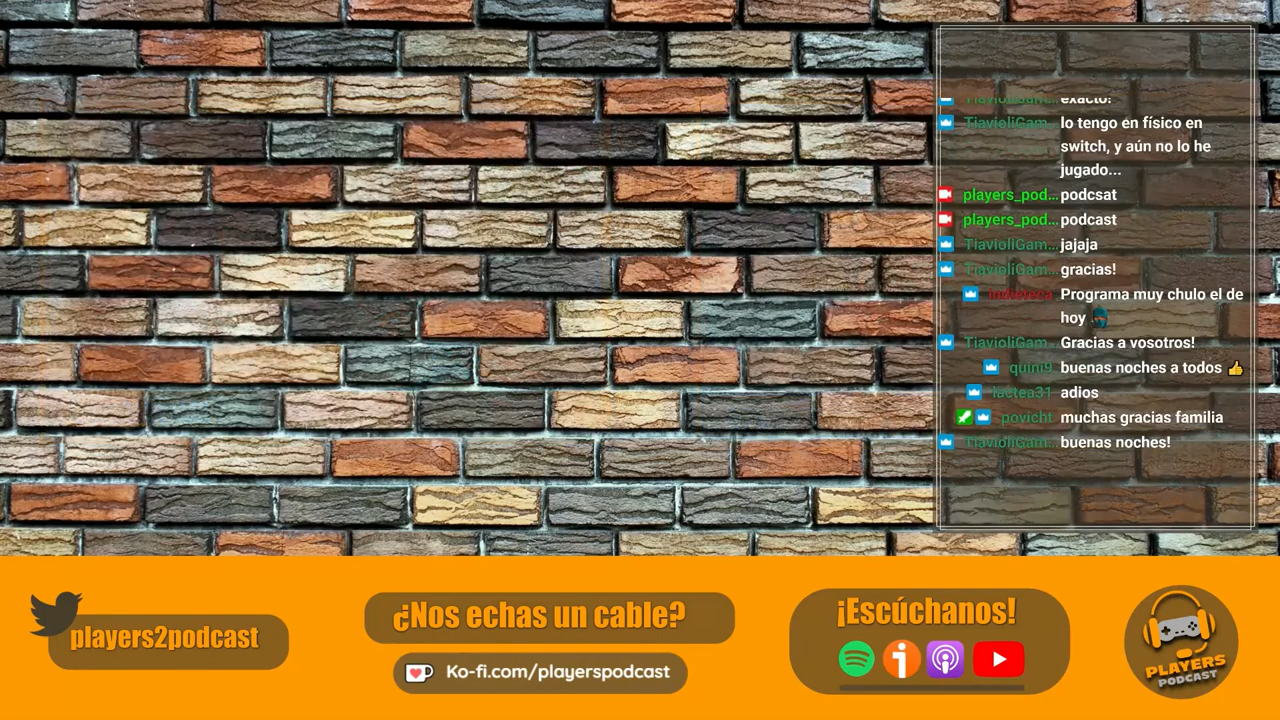 TiavioliGam... exacto!
TiavioliGam... lo tengo en físico en
switch, y aún no lo he
jugado...
players_pod... podcsat
players_pod... podcast
TiavioliGam... jajaja
TiavioliGam... gracias!
indieteca Programa muy chulo el de
hoy
TiavioliGam... Gracias a vosotros!
quini9 buenas noches a todos 👍
lactea31 adios
povicht muchas gracias familia
TiavioliGam... buenas noches!
players2podcast
¿Nos echas un cable?
Ko-fi.com/playerspodcast
¡Escúchanos!
PLAYERS
PODCAST